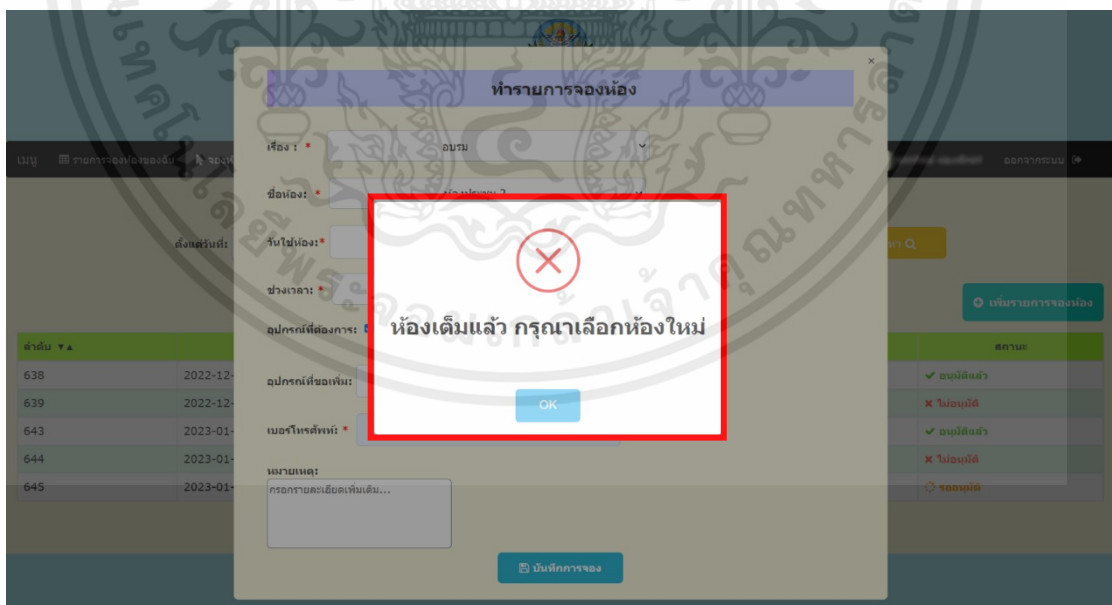 ×
ทำรายการจองห้อง
เรื่อง : * อบรม
เมนู รายการจองห้องของฉัน ออกจากระบบ
ชื่อห้อง: * ห้องประชุม 2
ตั้งแต่วันที่: วันใช้ห้อง:*
ช่วงเวลา: *
เพิ่มรายการจองห้อง
ห้องเต็มแล้ว กรุณาเลือกห้องใหม่
อุปกรณ์ที่ต้องการ:
ลำดับ ▼▲ สถานะ
638 2022-12- อนุมัติแล้ว
อุปกรณ์ที่ขอเพิ่ม:
OK
639 2022-12- ไม่อนุมัติ
643 2023-01- เบอร์โทรศัพท์: * อนุมัติแล้ว
644 2023-01- ไม่อนุมัติ
หมายเหตุ:
645 2023-01- กรอกรายละเอียดเพิ่มเติม... รออนุมัติ
บันทึกการจอง